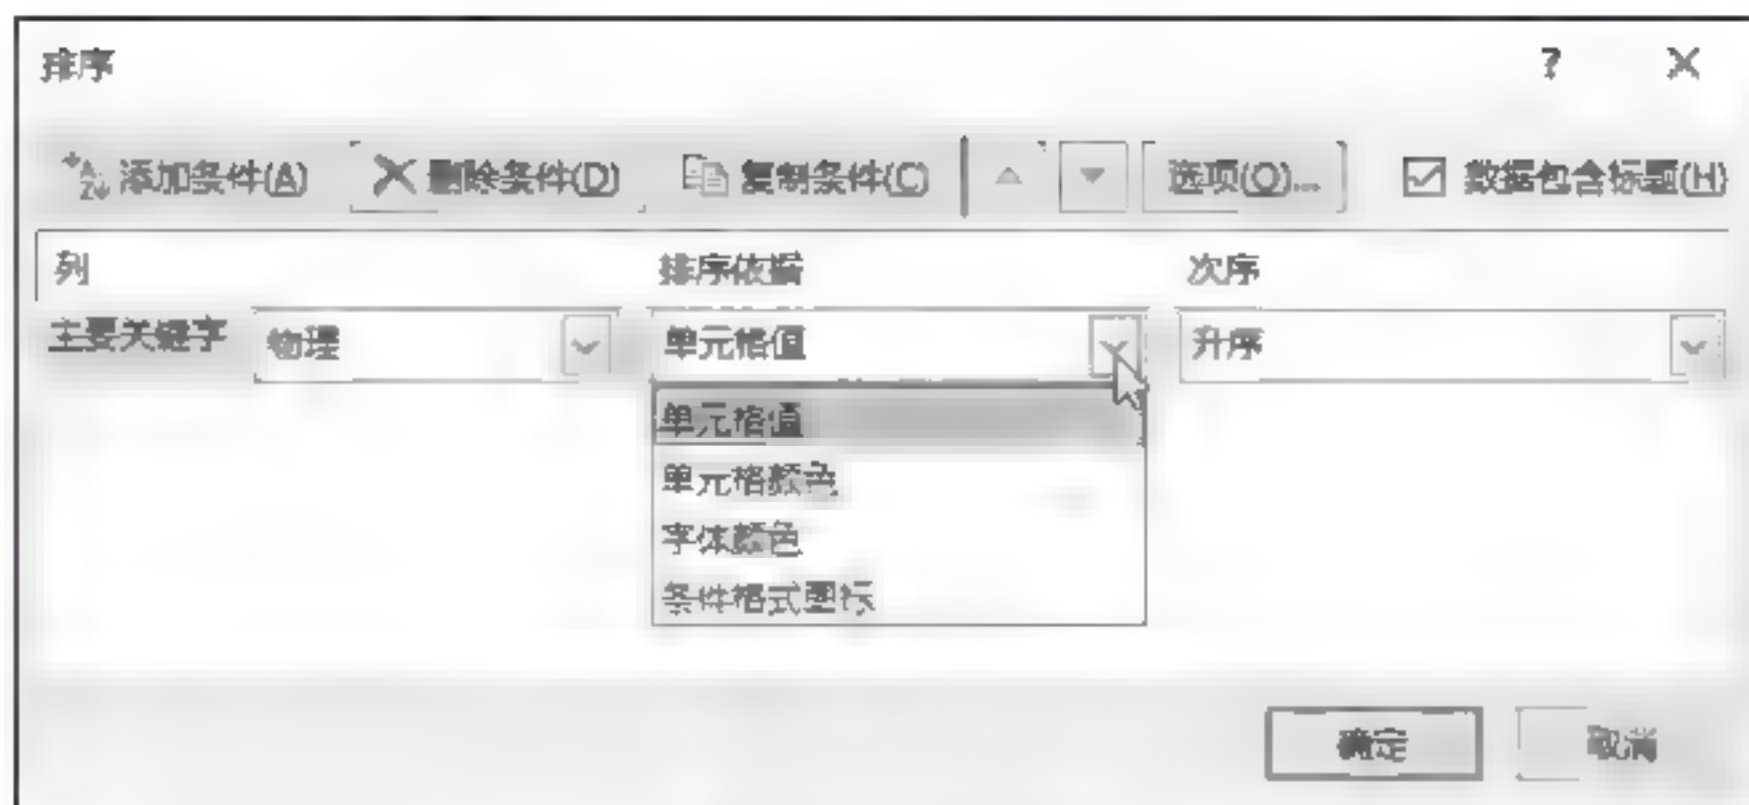 排序 ?
添加条件(A) 删除条件(D) 复制条件(C) 选项(O)... 数据包含标题(H)
列 排序依据 次序
主要关键字 物理 单元格值 升序
单元格值
单元格颜色
字体颜色
条件格式图标
确定 取消